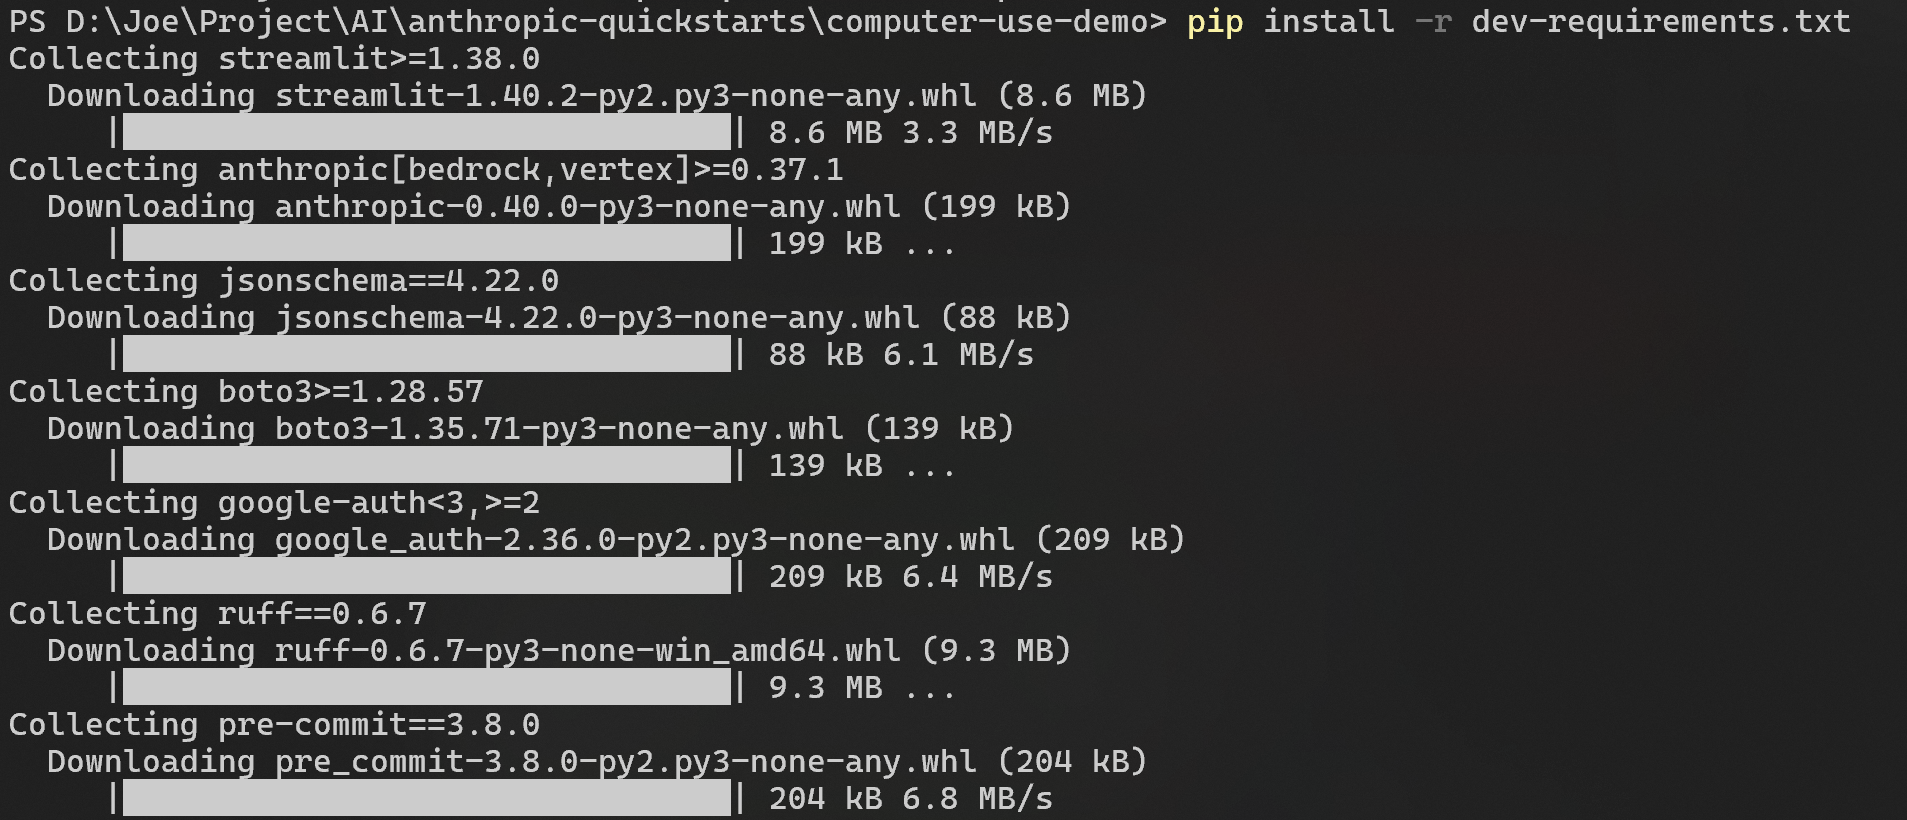 PS D:\Joe\Project\AI\anthropic-quickstarts\computer-use-demo> pip install -r dev-requirements.txt
Collecting streamlit>=1.38.0
  Downloading streamlit-1.40.2-py2.py3-none-any.whl (8.6 MB)
     |████████████████████████████████| 8.6 MB 3.3 MB/s
Collecting anthropic[bedrock,vertex]>=0.37.1
  Downloading anthropic-0.40.0-py3-none-any.whl (199 kB)
     |████████████████████████████████| 199 kB ...
Collecting jsonschema==4.22.0
  Downloading jsonschema-4.22.0-py3-none-any.whl (88 kB)
     |████████████████████████████████| 88 kB 6.1 MB/s
Collecting boto3>=1.28.57
  Downloading boto3-1.35.71-py3-none-any.whl (139 kB)
     |████████████████████████████████| 139 kB ...
Collecting google-auth<3,>=2
  Downloading google_auth-2.36.0-py2.py3-none-any.whl (209 kB)
     |████████████████████████████████| 209 kB 6.4 MB/s
Collecting ruff==0.6.7
  Downloading ruff-0.6.7-py3-none-win_amd64.whl (9.3 MB)
     |████████████████████████████████| 9.3 MB ...
Collecting pre-commit==3.8.0
  Downloading pre_commit-3.8.0-py2.py3-none-any.whl (204 kB)
     |████████████████████████████████| 204 kB 6.8 MB/s